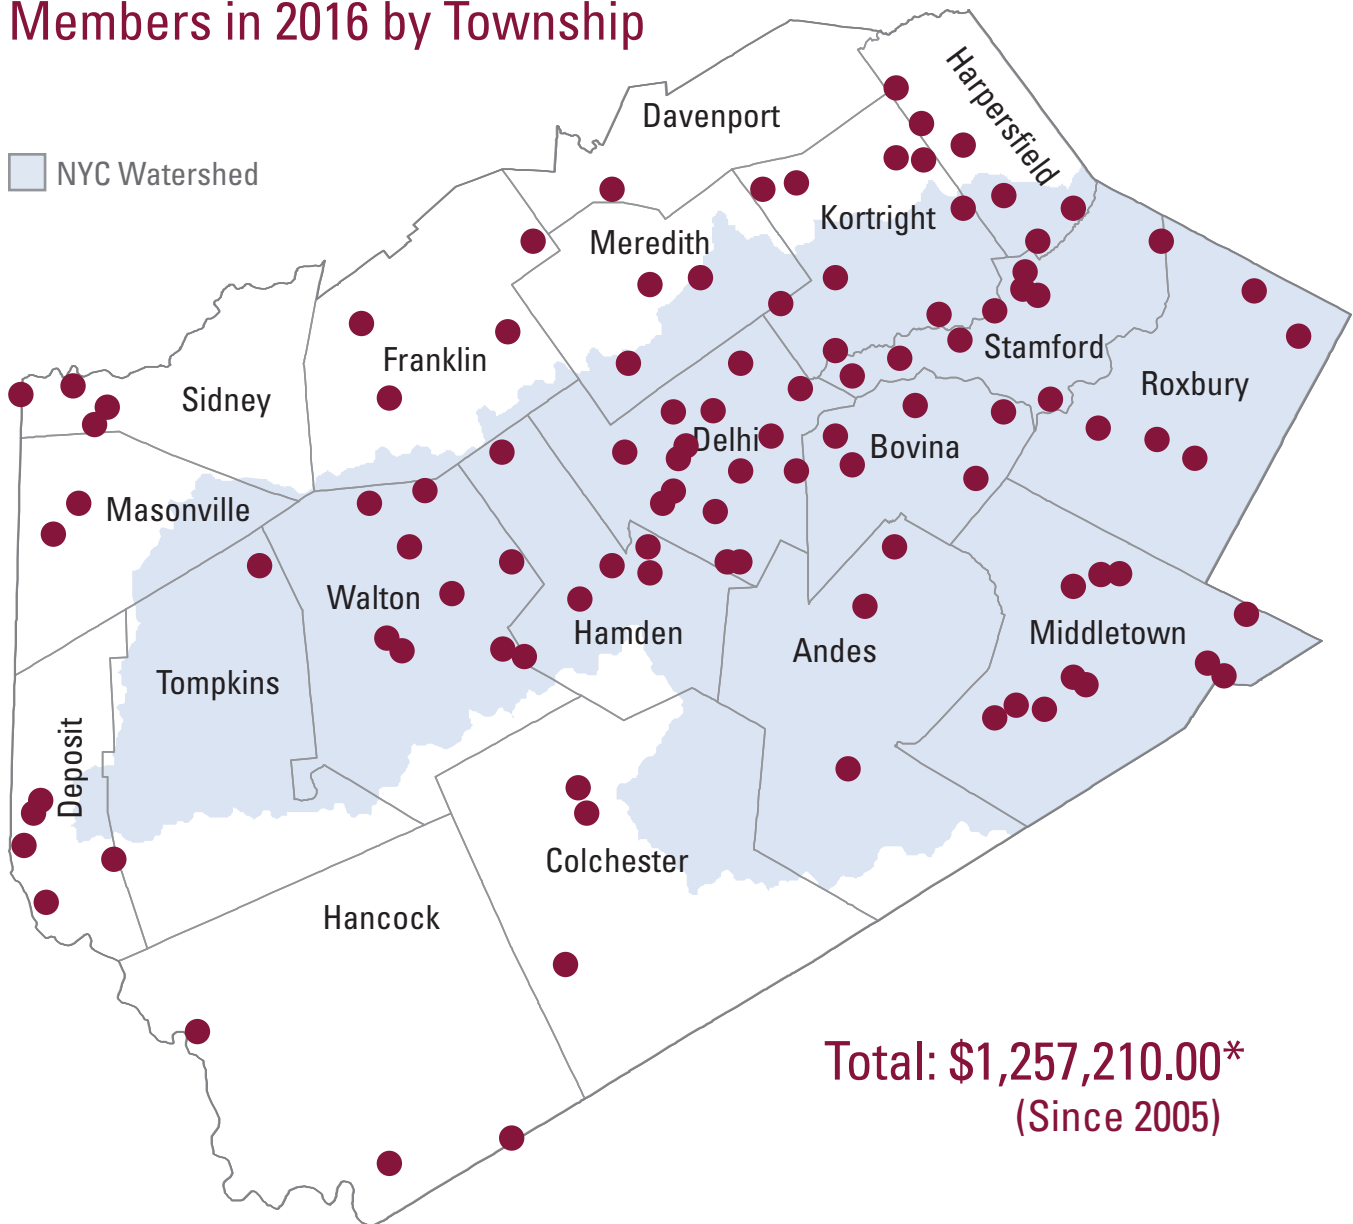 Members in 2016 by Township
NYC Watershed
Davenport
Harpersfield
Kortright
Meredith
Franklin
Stamford
Sidney
Roxbury
Delhi
Bovina
Masonville
Walton
Hamden
Andes
Middletown
Tompkins
Deposit
Colchester
Hancock
Total: $1,257,210.00*
(Since 2005)